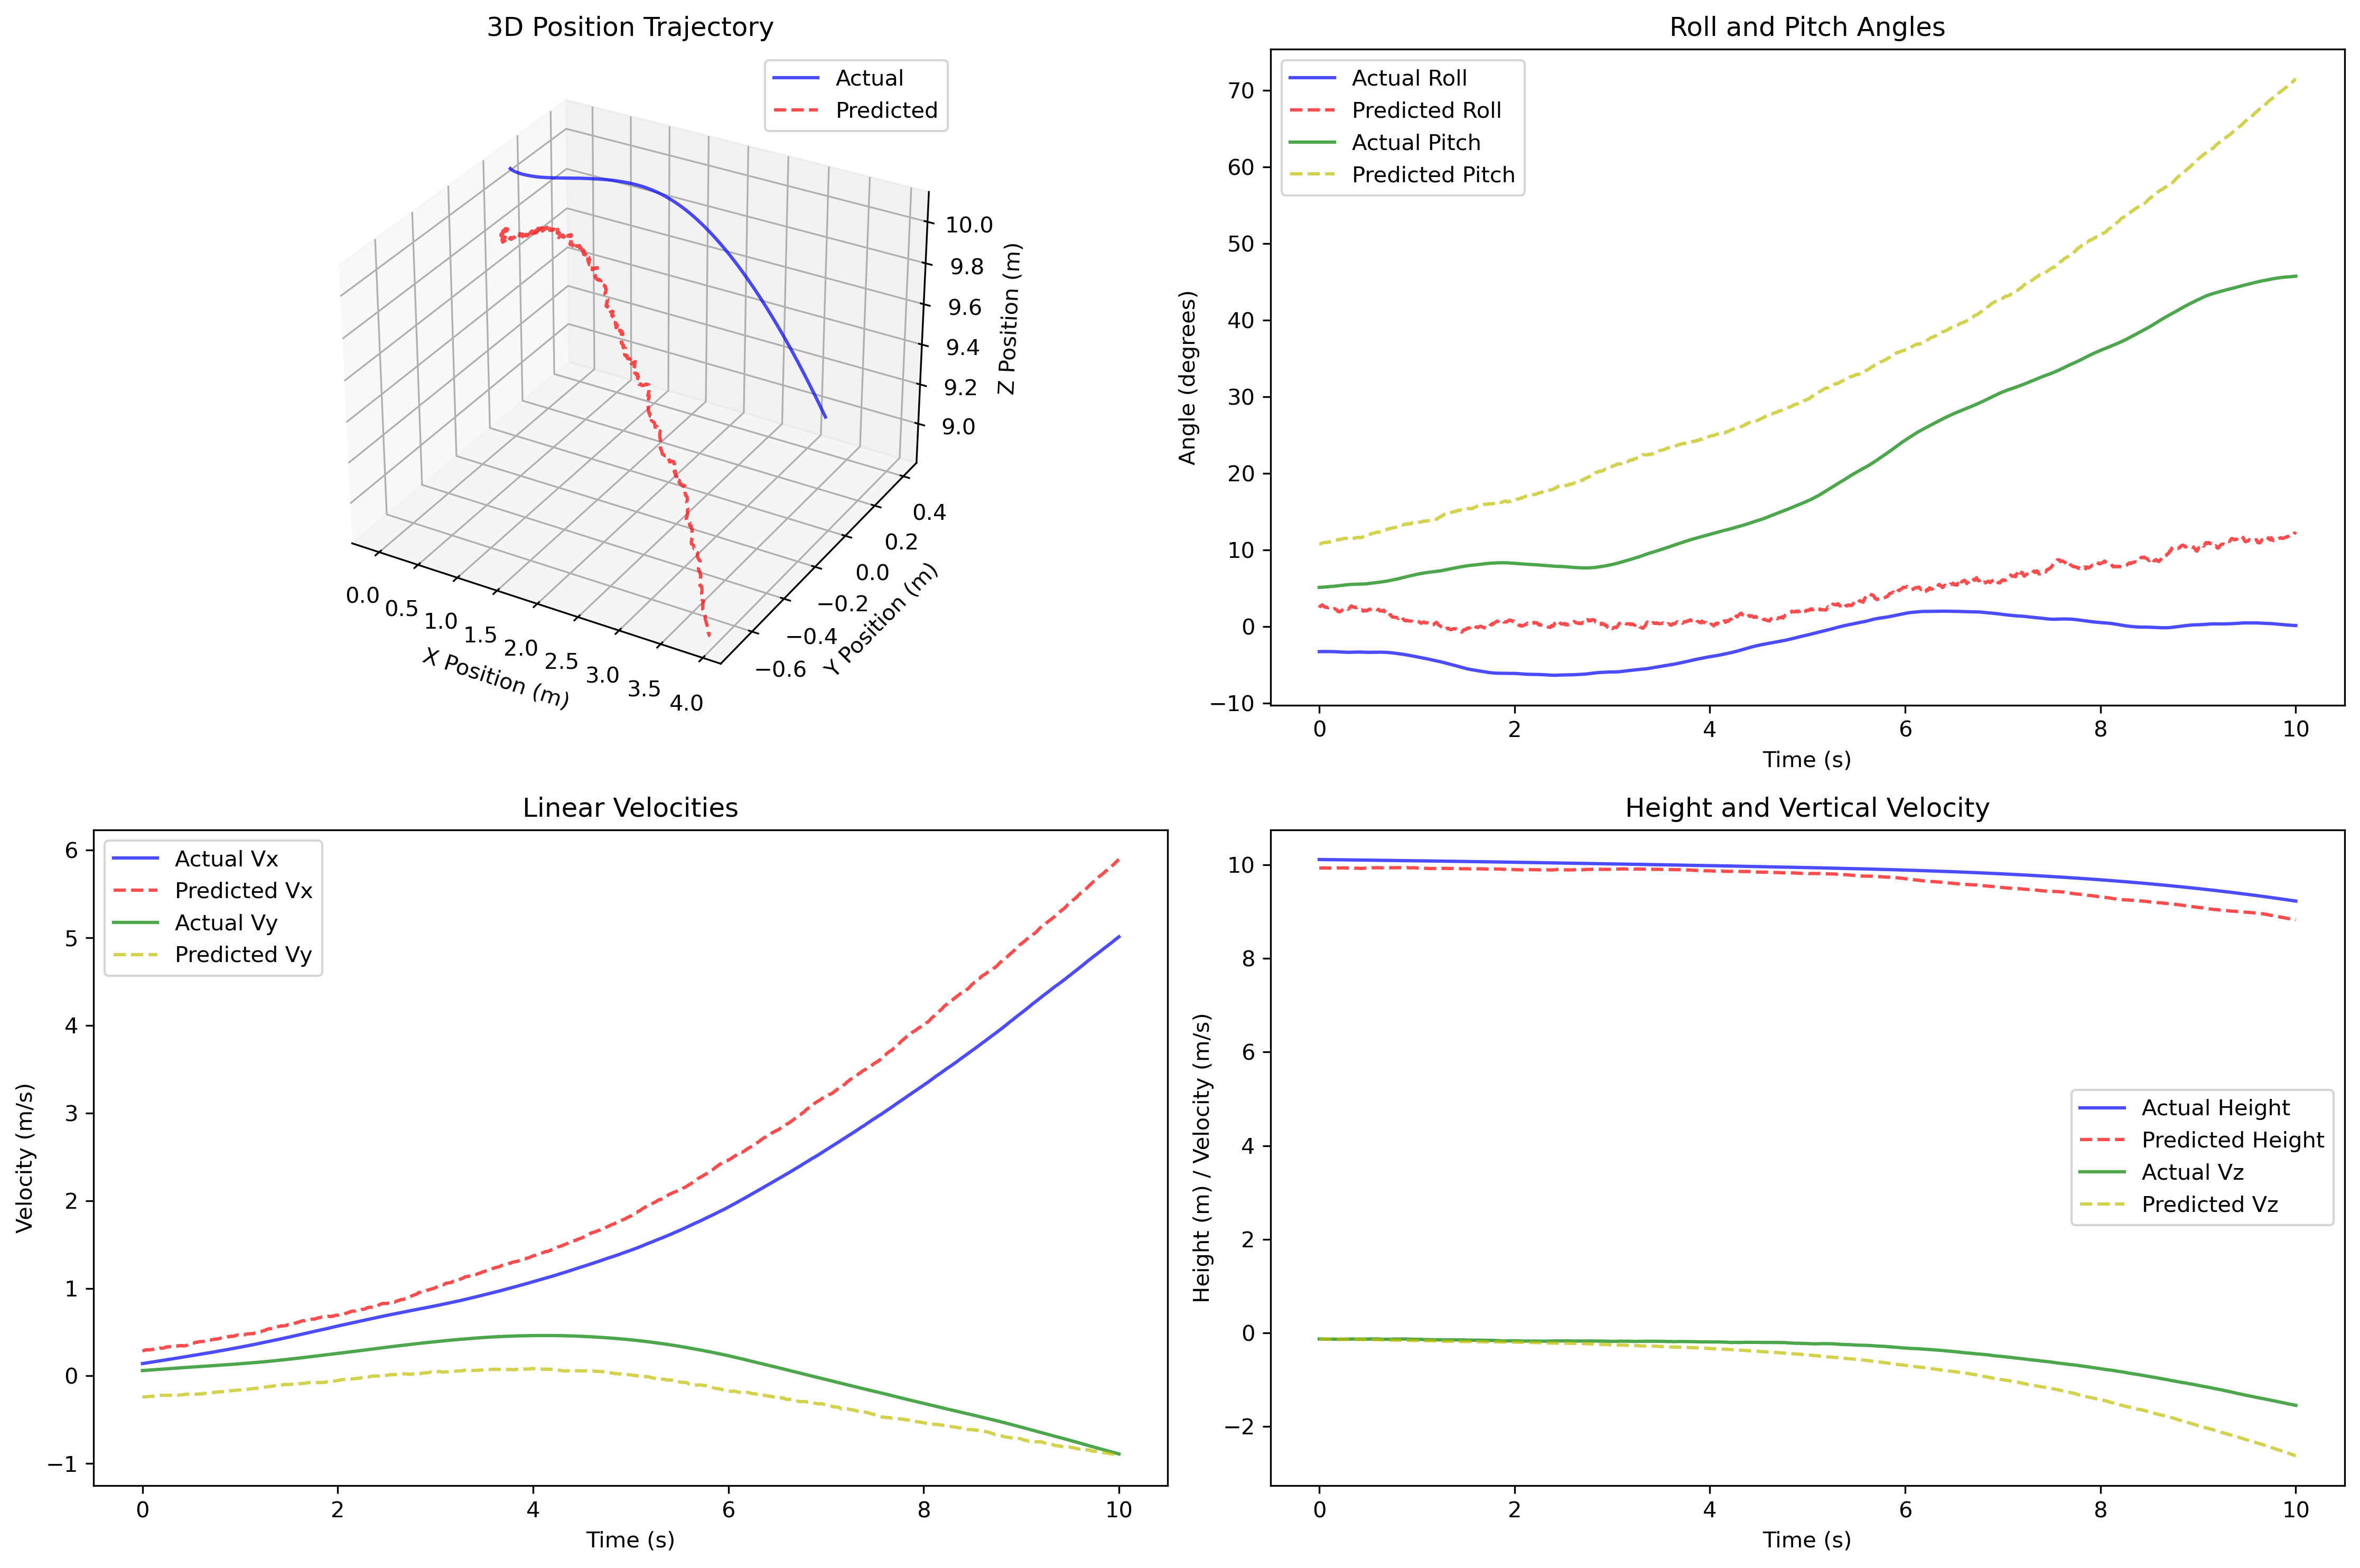 3D Position Trajectory
Actual
Predicted
10.0
9.8
9.6
9.4
9.2
9.0
Z Position (m)
0.4
0.2
0.0
−0.2
−0.4
−0.6
Y Position (m)
0.0
0.5
1.0
1.5
2.0
2.5
3.0
3.5
4.0
X Position (m)
Roll and Pitch Angles
Actual Roll
Predicted Roll
Actual Pitch
Predicted Pitch
70
60
50
40
30
20
10
0
−10
Angle (degrees)
0 2 4 6 8 10
Time (s)
Linear Velocities
Actual Vx
Predicted Vx
Actual Vy
Predicted Vy
6
5
4
3
2
1
0
−1
Velocity (m/s)
0 2 4 6 8 10
Time (s)
Height and Vertical Velocity
10
8
6
4
2
0
−2
Height (m) / Velocity (m/s)
Actual Height
Predicted Height
Actual Vz
Predicted Vz
0 2 4 6 8 10
Time (s)